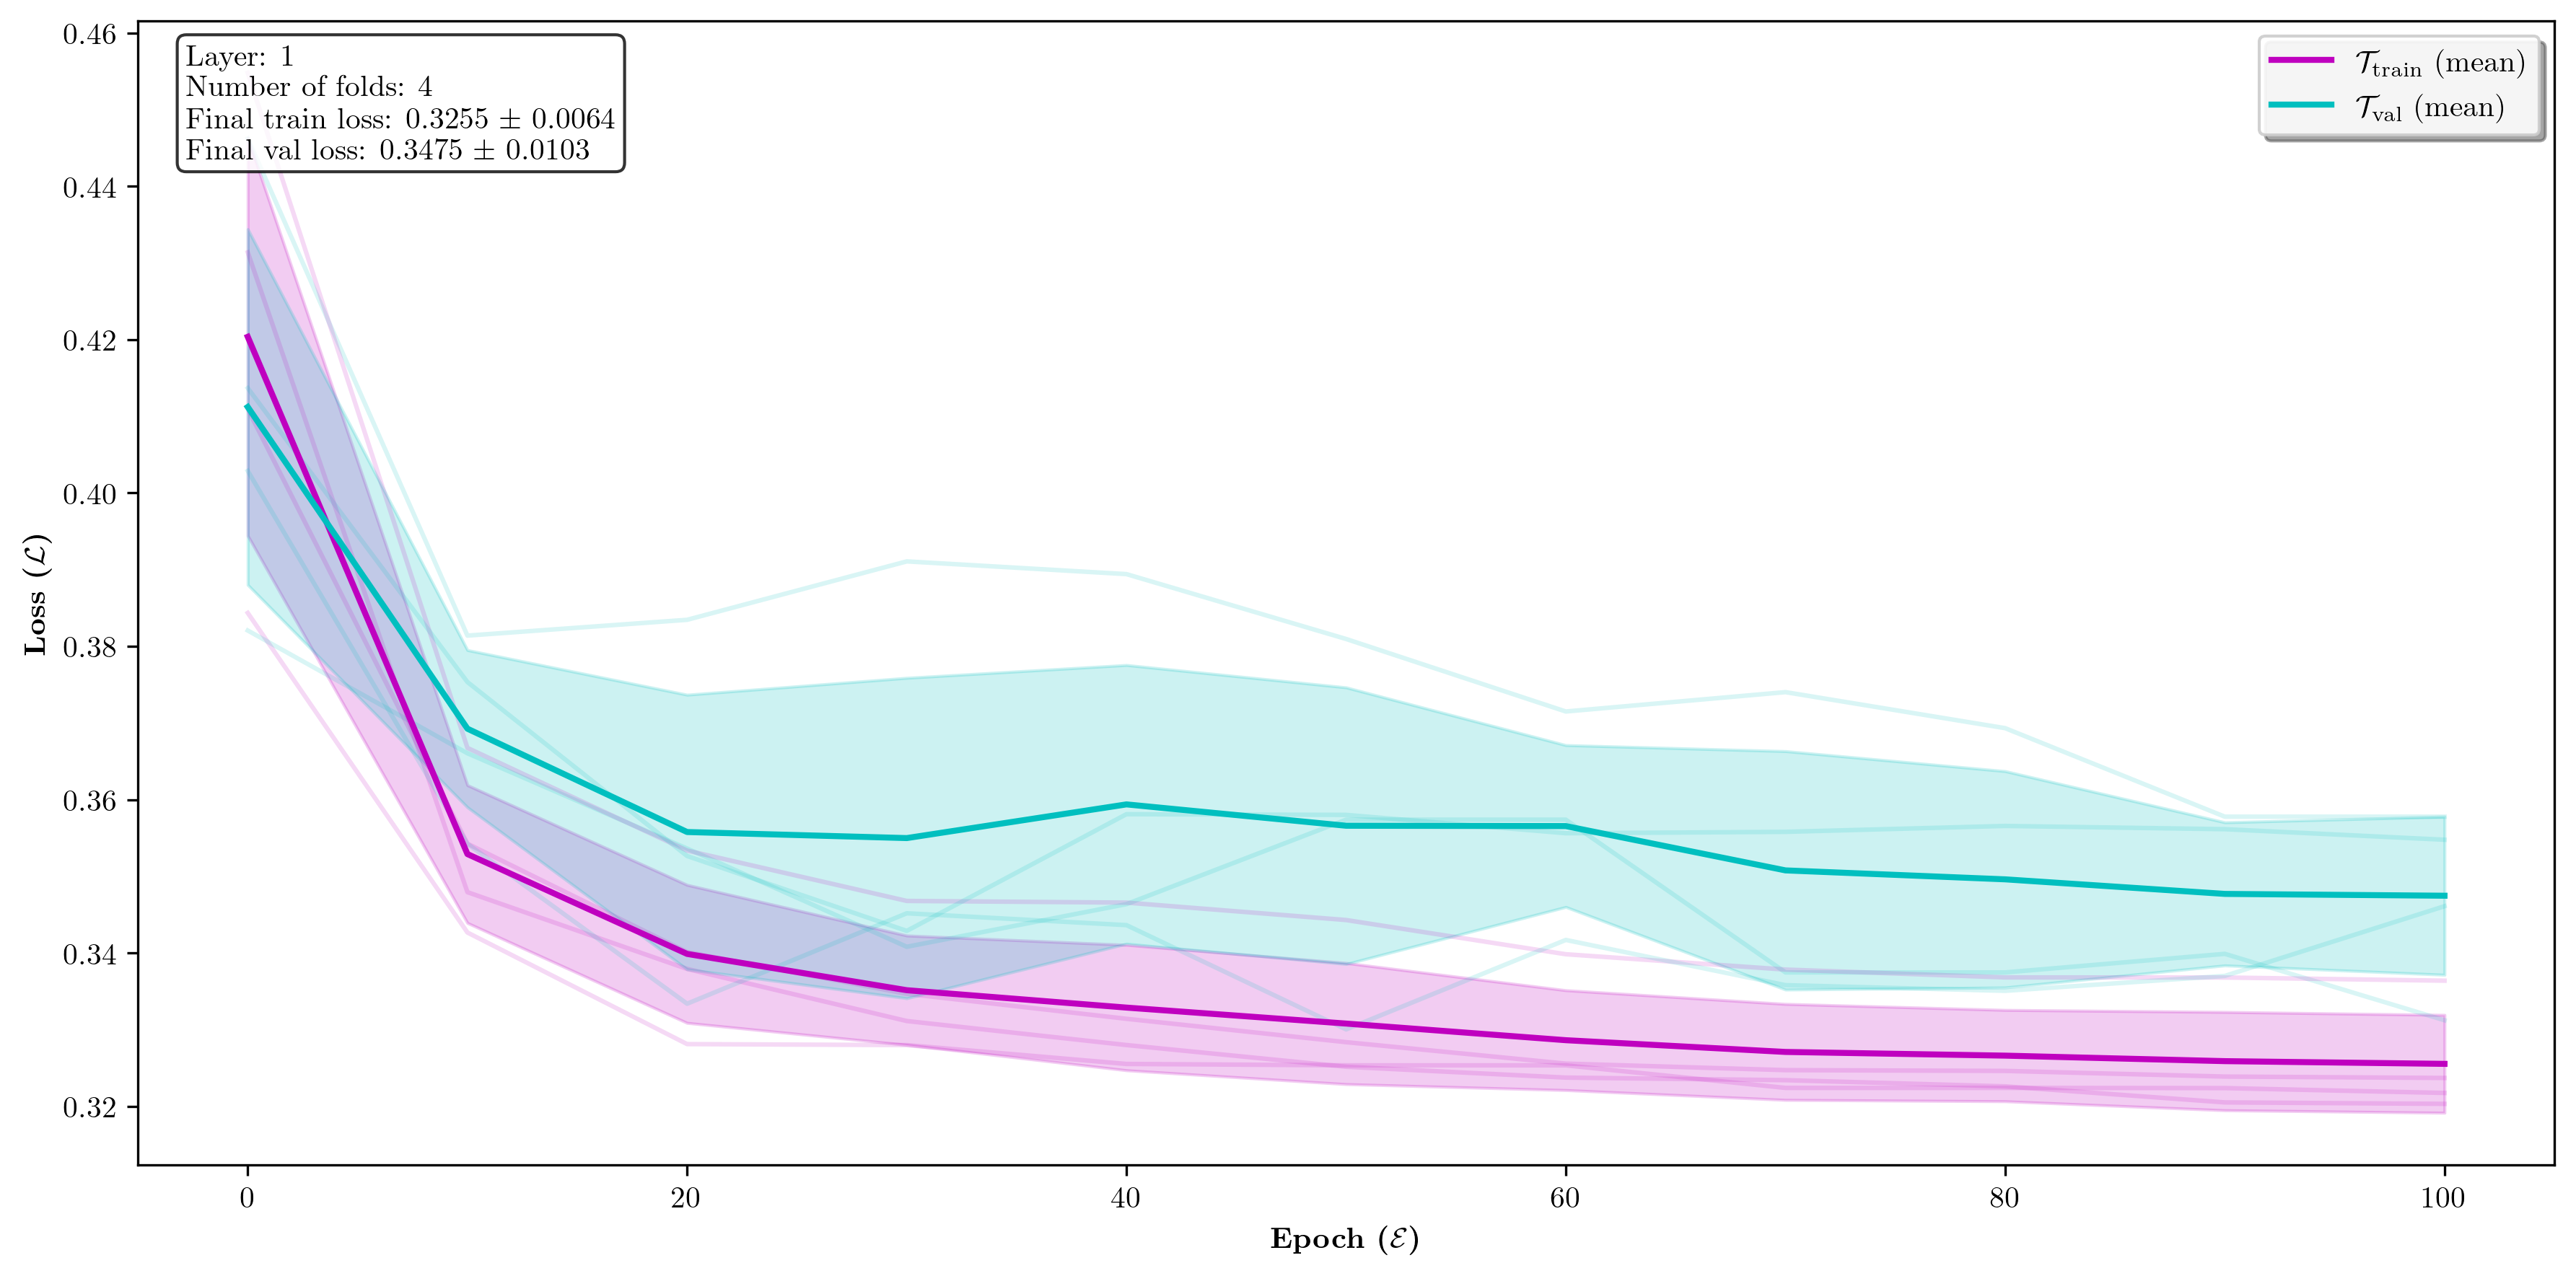 0.46
Layer: 1
Number of folds: 4
Final train loss: 0.3255 ± 0.0064
Final val loss: 0.3475 ± 0.0103
𝒯train (mean)
𝒯val (mean)
0.44
0.42
0.40
0.38
0.36
0.34
0.32
Loss (ℒ)
0 20 40 60 80 100
Epoch (ℰ)